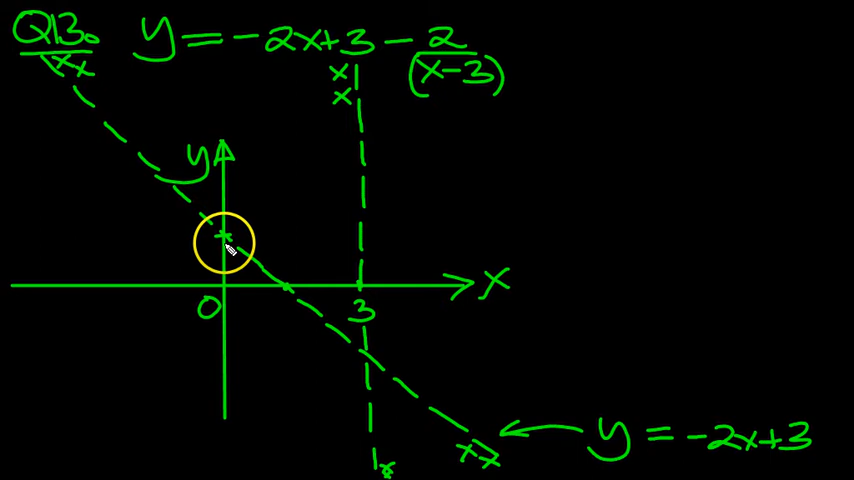 Q13. y = -2x+3 - 2/(x-3)
y
x
0
3
y = -2x+3